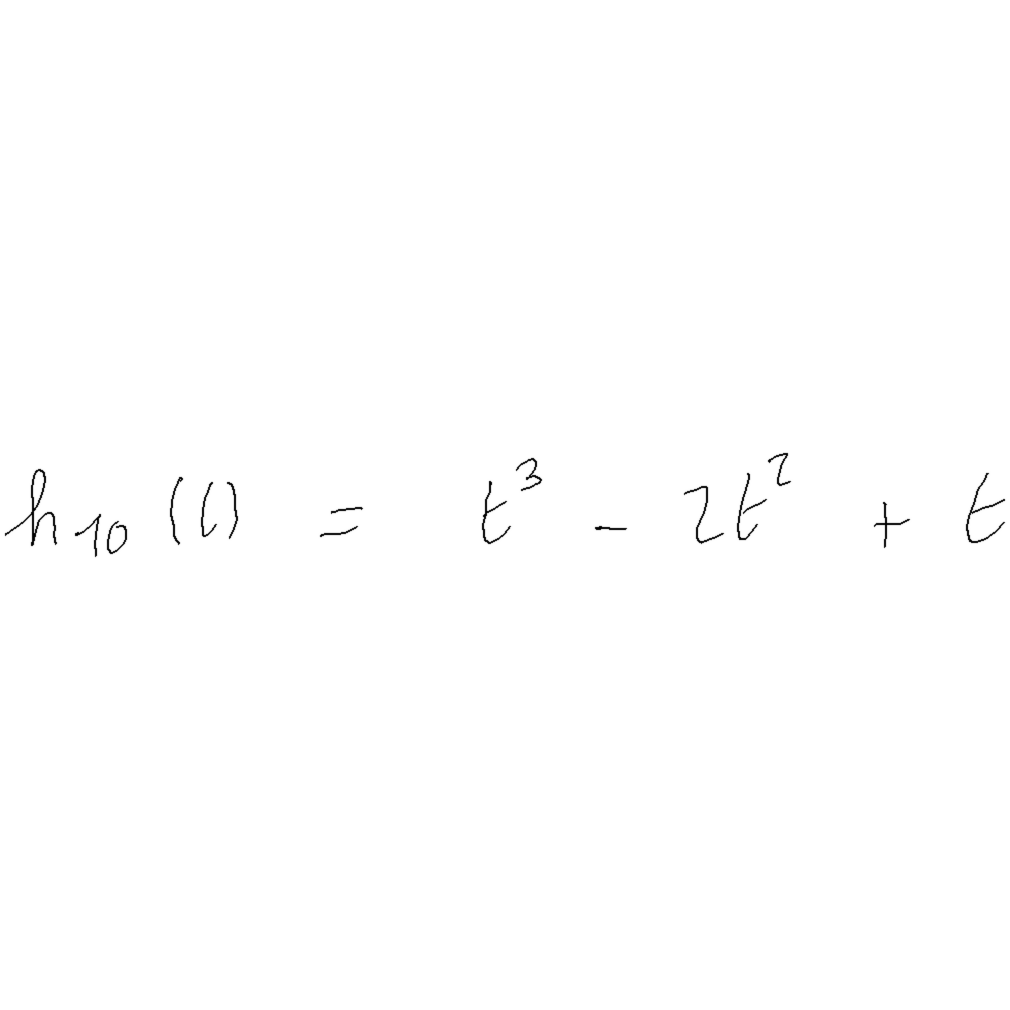 h₁₀(t) = t³ - 2t² + t